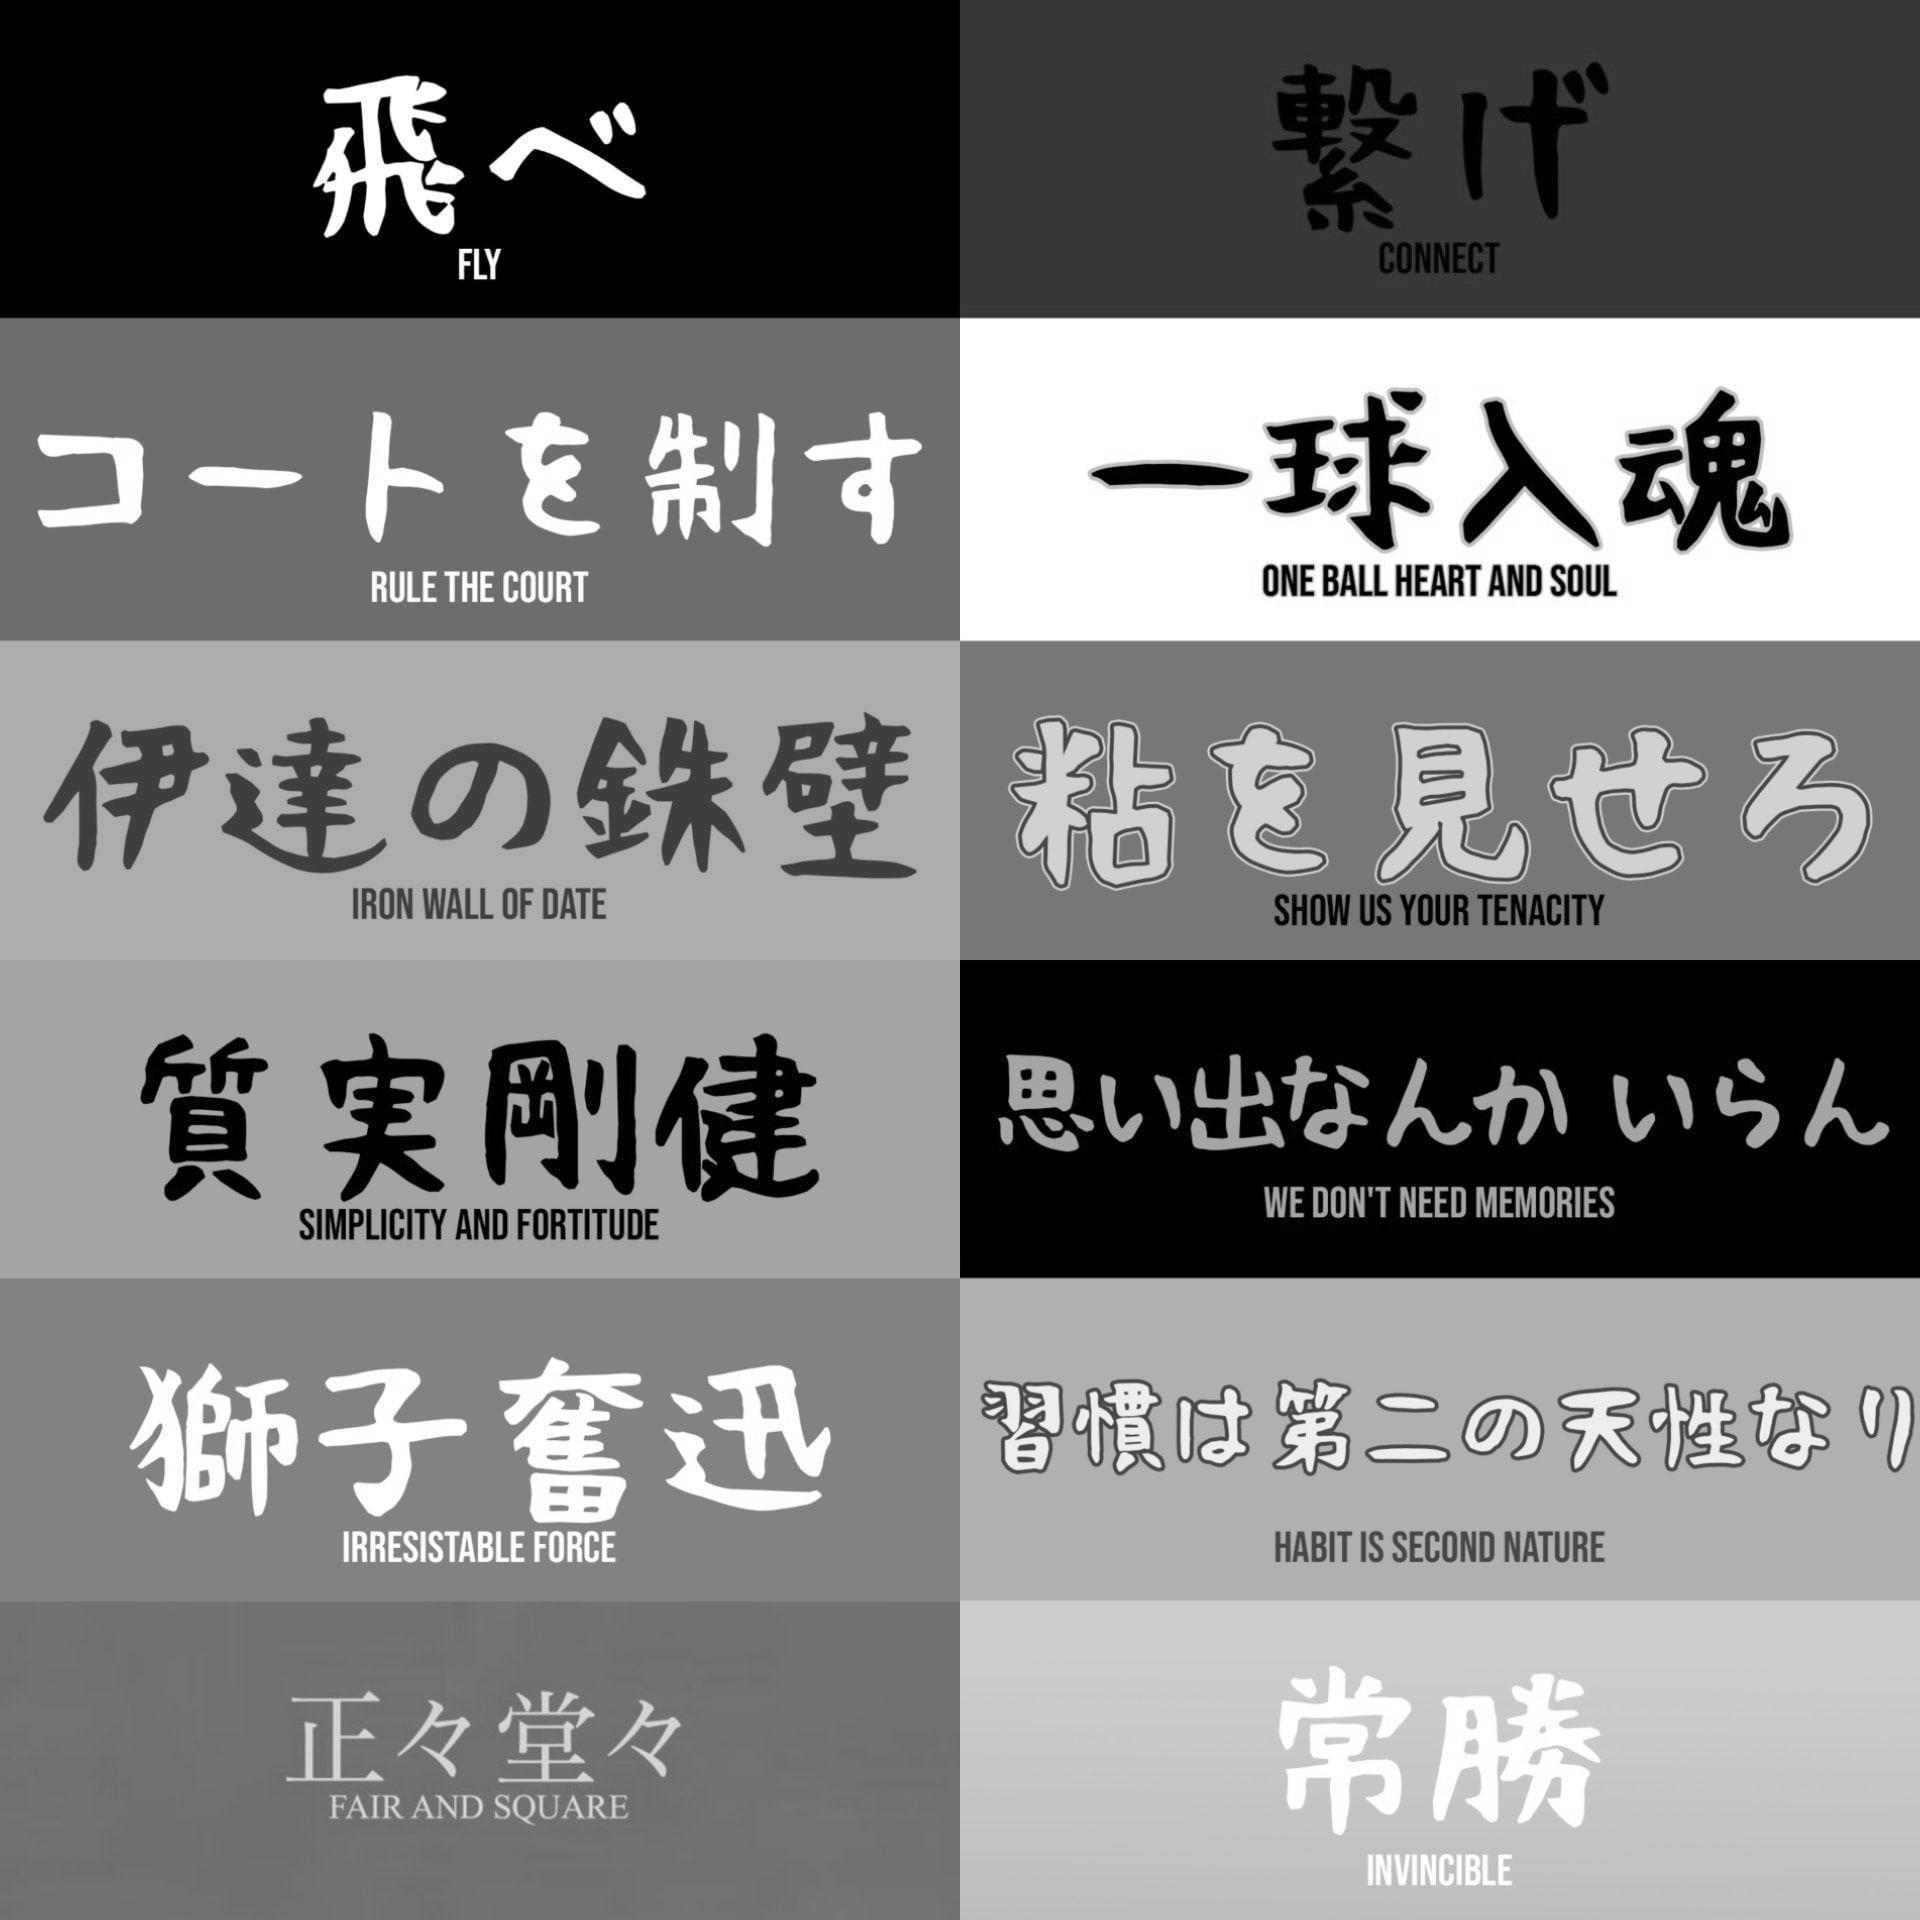 飛べ
FLY
繋げ
CONNECT
コートを制す
RULE THE COURT
一球入魂
ONE BALL HEART AND SOUL
伊達の鉄壁
IRON WALL OF DATE
粘を見せろ
SHOW US YOUR TENACITY
質実剛健
SIMPLICITY AND FORTITUDE
思い出なんかいらん
WE DON'T NEED MEMORIES
獅子奮迅
IRRESISTABLE FORCE
習慣は第二の天性なり
HABIT IS SECOND NATURE
正々堂々
FAIR AND SQUARE
常勝
INVINCIBLE